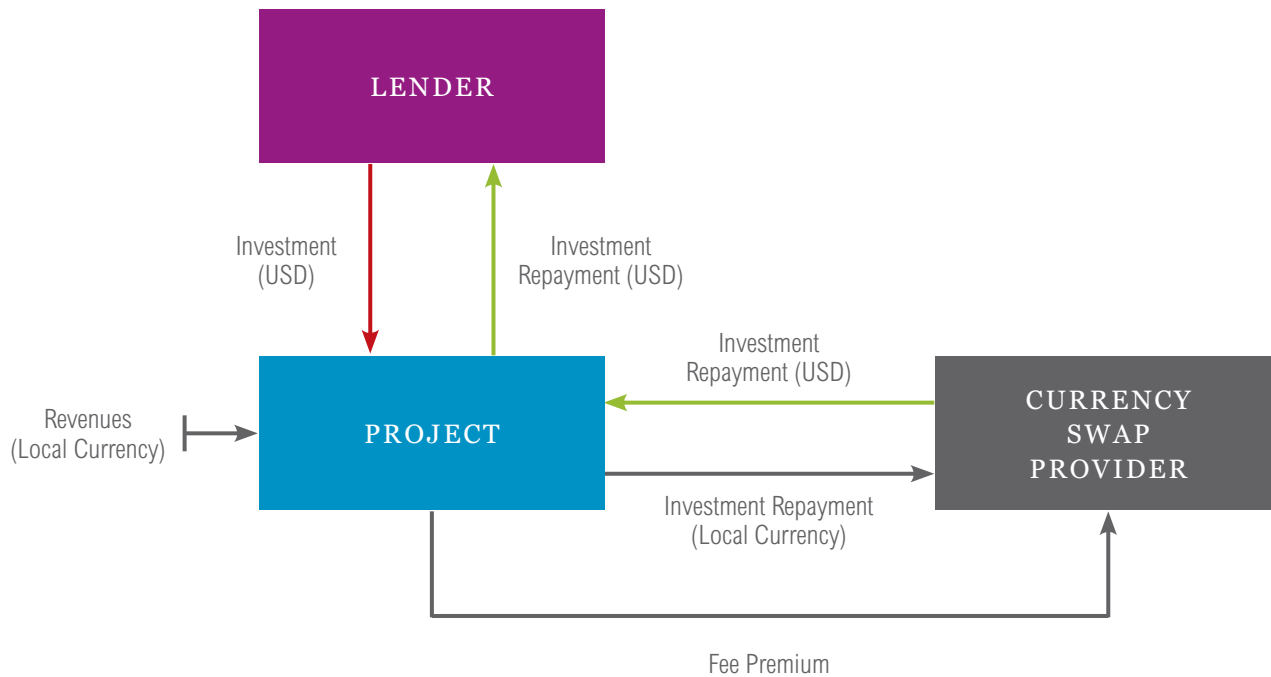 LENDER
Investment
(USD)
Investment
Repayment (USD)
Investment
Repayment (USD)
Revenues
(Local Currency)
PROJECT
CURRENCY
SWAP
PROVIDER
Investment Repayment
(Local Currency)
Fee Premium